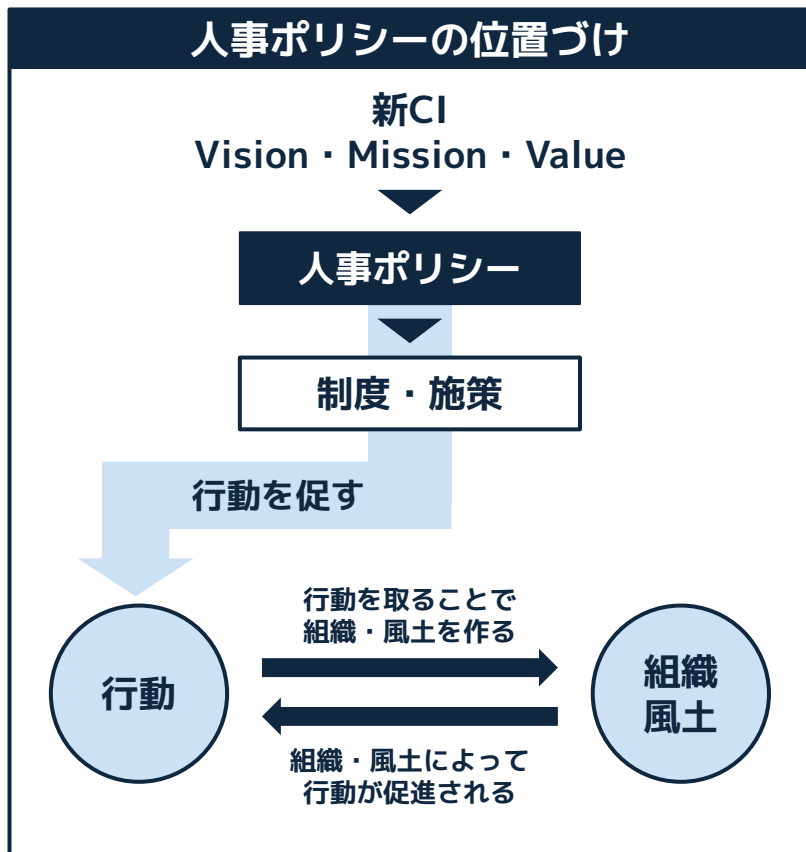 人事ポリシーの位置づけ
新CI
Vision・Mission・Value
人事ポリシー
制度・施策
行動を促す
行動を取ることで
組織・風土を作る
行動
組織
風土
組織・風土によって
行動が促進される